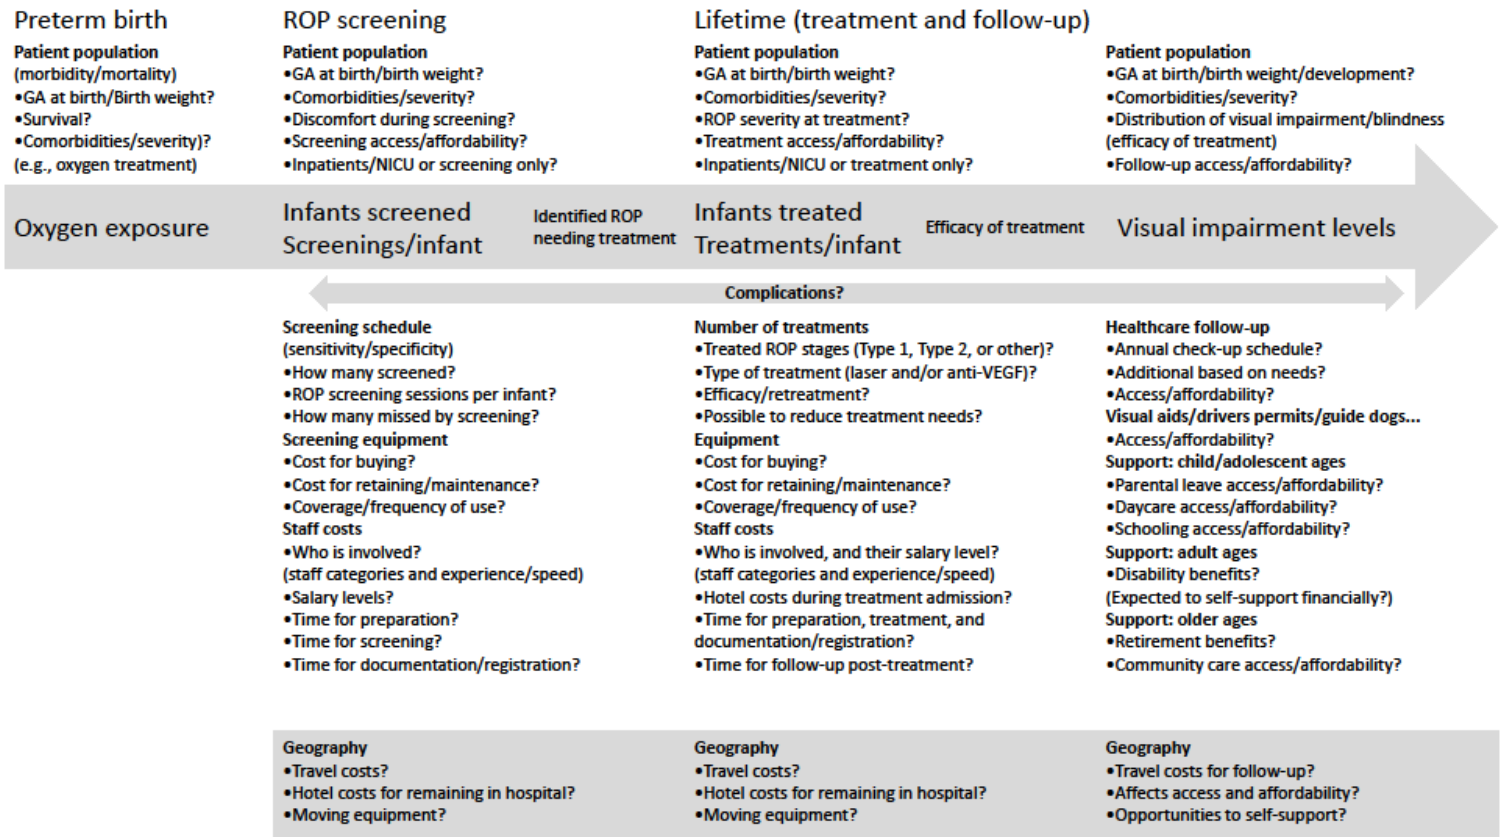 Preterm birth
Patient population
(morbidity/mortality)
•GA at birth/Birth weight?
•Survival?
•Comorbidities/severity)?
(e.g., oxygen treatment)
ROP screening
Patient population
•GA at birth/birth weight?
•Comorbidities/severity?
•Discomfort during screening?
•Screening access/affordability?
•Inpatients/NICU or screening only?
Lifetime (treatment and follow-up)
Patient population
•GA at birth/birth weight?
•Comorbidities/severity?
•ROP severity at treatment?
•Treatment access/affordability?
•Inpatients/NICU or treatment only?
Patient population
•GA at birth/birth weight/development?
•Comorbidities/severity?
•Distribution of visual impairment/blindness
(efficacy of treatment)
•Follow-up access/affordability?
Oxygen exposure
Infants screened
Screenings/infant
Identified ROP
needing treatment
Infants treated
Treatments/infant
Efficacy of treatment
Visual impairment levels
Complications?
Screening schedule
(sensitivity/specificity)
•How many screened?
•ROP screening sessions per infant?
•How many missed by screening?
Screening equipment
•Cost for buying?
•Cost for retaining/maintenance?
•Coverage/frequency of use?
Staff costs
•Who is involved?
(staff categories and experience/speed)
•Salary levels?
•Time for preparation?
•Time for screening?
•Time for documentation/registration?
Number of treatments
•Treated ROP stages (Type 1, Type 2, or other)?
•Type of treatment (laser and/or anti-VEGF)?
•Efficacy/retreatment?
•Possible to reduce treatment needs?
Equipment
•Cost for buying?
•Cost for retaining/maintenance?
•Coverage/frequency of use?
Staff costs
•Who is involved, and their salary level?
(staff categories and experience/speed)
•Hotel costs during treatment admission?
•Time for preparation, treatment, and
documentation/registration?
•Time for follow-up post-treatment?
Healthcare follow-up
•Annual check-up schedule?
•Additional based on needs?
•Access/affordability?
Visual aids/drivers permits/guide dogs...
•Access/affordability?
Support: child/adolescent ages
•Parental leave access/affordability?
•Daycare access/affordability?
•Schooling access/affordability?
Support: adult ages
•Disability benefits?
(Expected to self-support financially?)
Support: older ages
•Retirement benefits?
•Community care access/affordability?
Geography
•Travel costs?
•Hotel costs for remaining in hospital?
•Moving equipment?
Geography
•Travel costs?
•Hotel costs for remaining in hospital?
•Moving equipment?
Geography
•Travel costs for follow-up?
•Affects access and affordability?
•Opportunities to self-support?